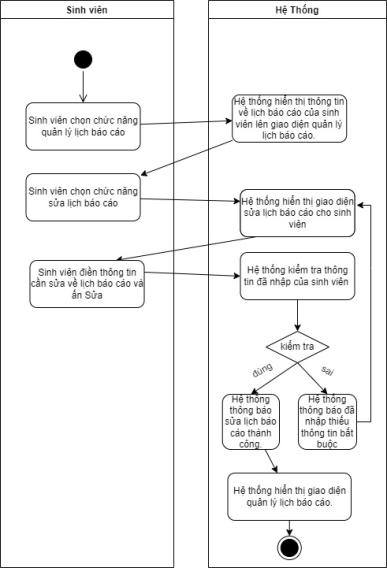 Sinh viên
Hệ Thống
Sinh viên chọn chức năng
quản lý lịch báo cáo
Hệ thống hiển thị thông tin
về lịch báo cáo của sinh
viên lên giao diện quản lý
lịch báo cáo.
Sinh viên chọn chức năng
sửa lịch báo cáo
Hệ thống hiển thị giao diện
sửa lịch báo cáo cho sinh
viên
Sinh viên điền thông tin
cần sửa về lịch báo cáo và
ấn Sửa
Hệ thống kiểm tra thông
tin đã nhập của sinh viên
kiểm tra
đúng
sai
Hệ thống
thông báo
sửa lịch báo
cáo thành
công.
Hệ thống
thông báo đã
nhập thiếu
thông tin bắt
buộc
Hệ thống hiển thị giao diện
quản lý lịch báo cáo.